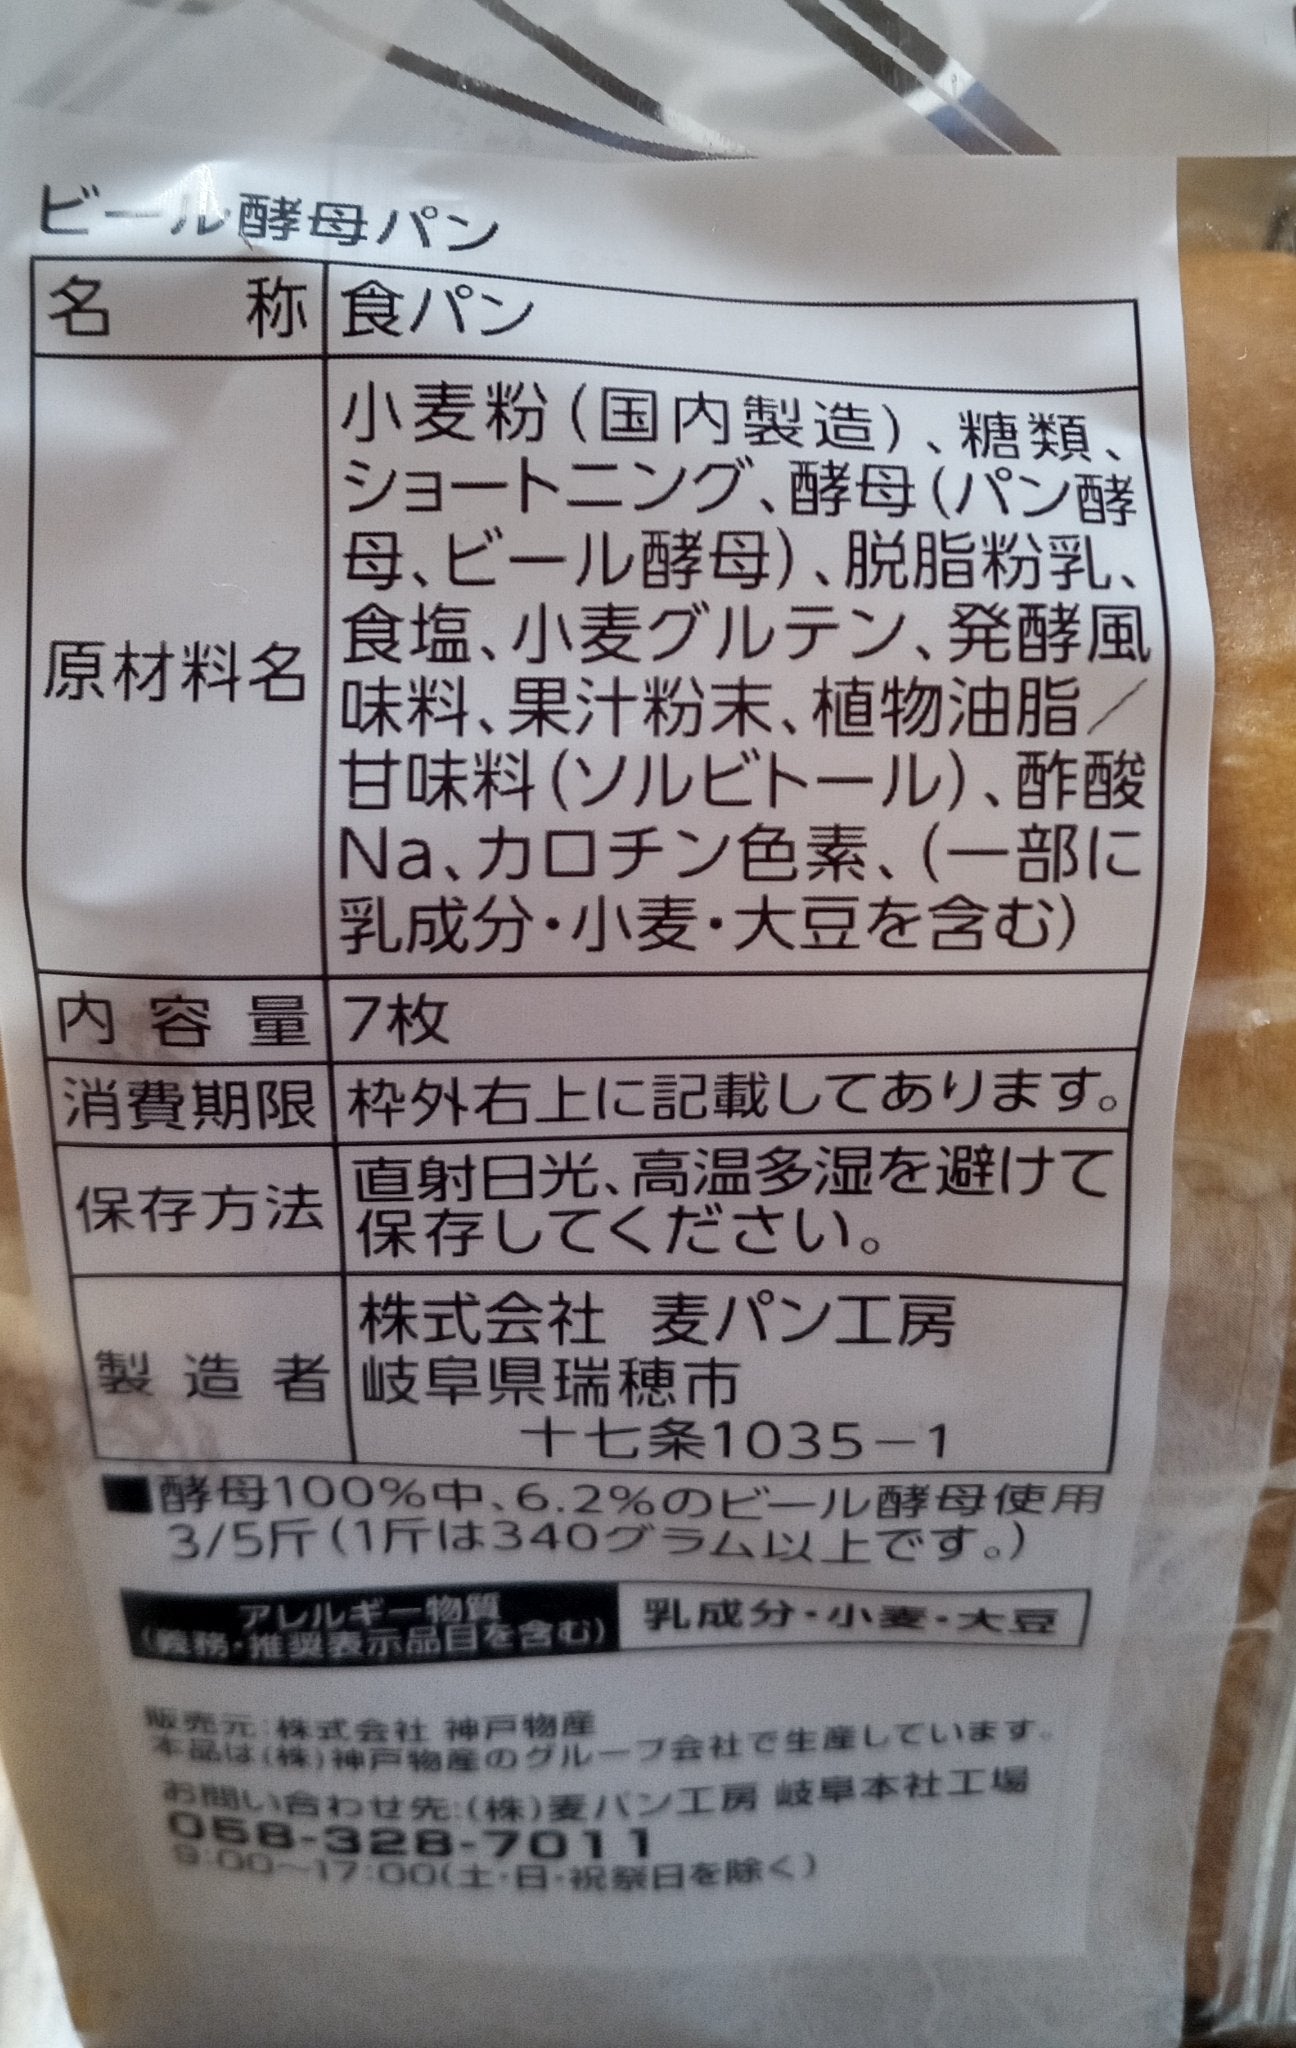 ビール酵母パン
名称 食パン
原材料名
小麦粉(国内製造)、糖類、
ショートニング、酵母(パン酵
母、ビール酵母)、脱脂粉乳、
食塩、小麦グルテン、発酵風
味料、果汁粉末、植物油脂/
甘味料(ソルビトール)、酢酸
Na、カロチン色素、(一部に
乳成分・小麦・大豆を含む)
内容量 7枚
消費期限 枠外右上に記載してあります。
保存方法
直射日光、高温多湿を避けて
保存してください。
製造者
株式会社 麦パン工房
岐阜県瑞穂市
十七条1035-1
■酵母100%中、6.2%のビール酵母使用
3/5斤(1斤は340グラム以上です。)
アレルギー物質
(義務・推奨表示品目を含む)
乳成分・小麦・大豆
販売元:株式会社 神戸物産
本品は(株)神戸物産のグループ会社で生産しています。
お問い合わせ先:(株)麦パン工房 岐阜本社工場
058-328-7011
9:00~17:00(土・日・祝祭日を除く)